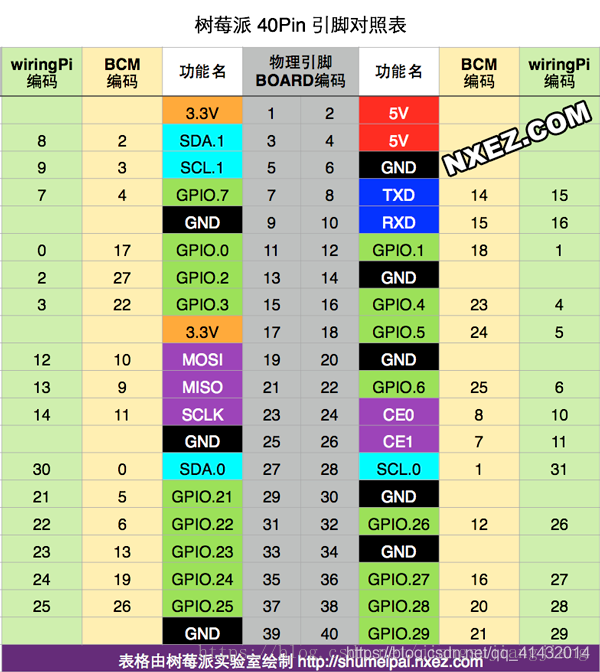 树莓派 40Pin 引脚对照表
wiringPi 编码 BCM 编码 功能名 物理引脚 BOARD编码 功能名 BCM 编码 wiringPi 编码
3.3V 1 2 5V
8 2 SDA.1 3 4 5V
9 3 SCL.1 5 6 GND
7 4 GPIO.7 7 8 TXD 14 15
GND 9 10 RXD 15 16
0 17 GPIO.0 11 12 GPIO.1 18 1
2 27 GPIO.2 13 14 GND
3 22 GPIO.3 15 16 GPIO.4 23 4
3.3V 17 18 GPIO.5 24 5
12 10 MOSI 19 20 GND
13 9 MISO 21 22 GPIO.6 25 6
14 11 SCLK 23 24 CE0 8 10
GND 25 26 CE1 7 11
30 0 SDA.0 27 28 SCL.0 1 31
21 5 GPIO.21 29 30 GND
22 6 GPIO.22 31 32 GPIO.26 12 26
23 13 GPIO.23 33 34 GND
24 19 GPIO.24 35 36 GPIO.27 16 27
25 26 GPIO.25 37 38 GPIO.28 20 28
GND 39 40 GPIO.29 21 29
NXEZ.COM
表格由树莓派实验室绘制 http://shumeipai.nxez.com
https://blog.csdn.net/qq_41432014